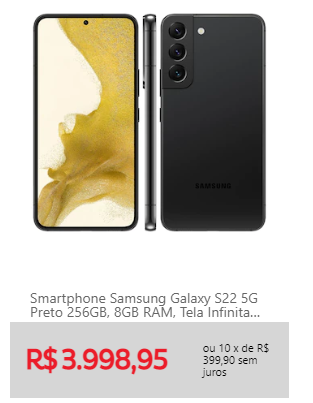 SAMSUNG
Smartphone Samsung Galaxy S22 5G
Preto 256GB, 8GB RAM, Tela Infinita...
R$ 3.998,95
ou 10 x de R$
399,90 sem
juros